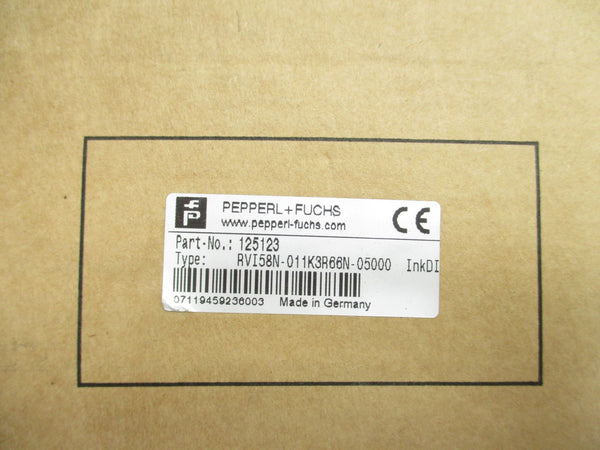 PEPPERL+FUCHS
www.pepperl-fuchs.com
CE
Part-No.: 125123
Type: RVI58N-011K3R66N-05000 InkDI
07119459236003 Made in Germany